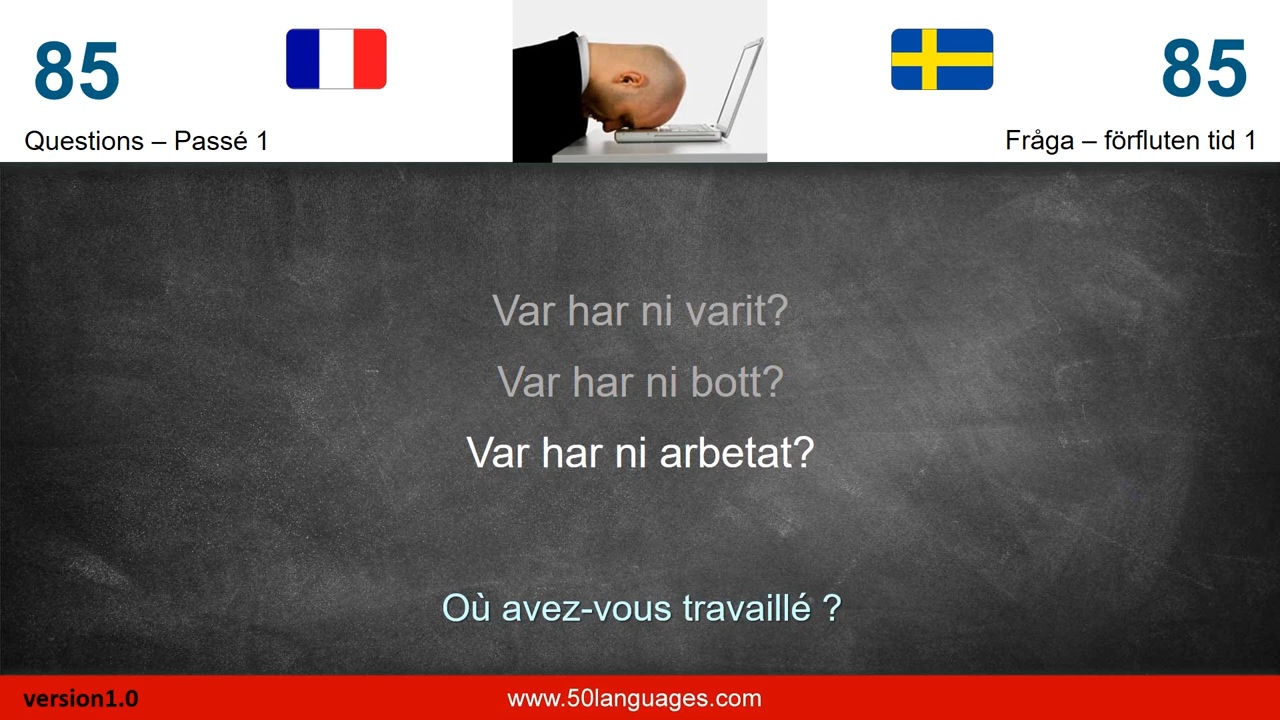 85
85
Questions – Passé 1
Fråga – förfluten tid 1
Var har ni varit?
Var har ni bott?
Var har ni arbetat?
Où avez-vous travaillé ?
version1.0
www.50languages.com